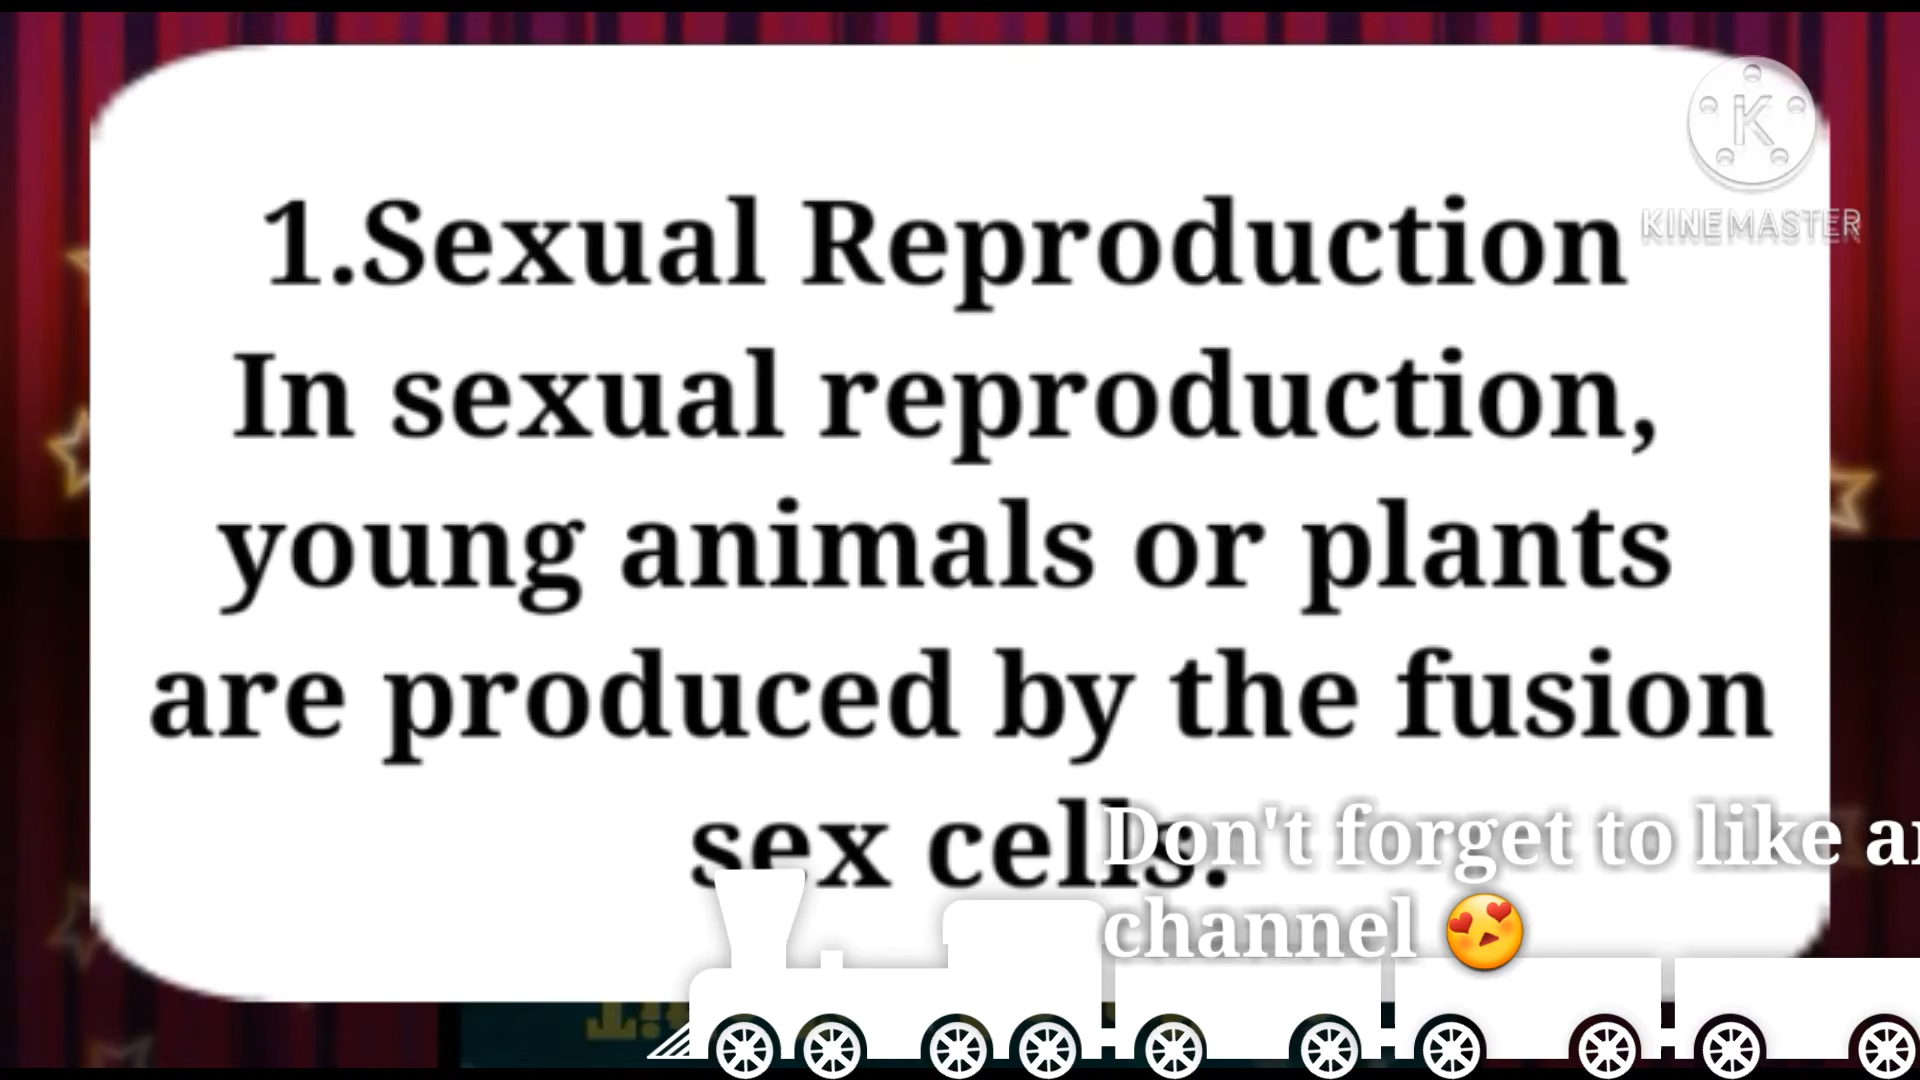 K
KINEMASTER
1.Sexual Reproduction
In sexual reproduction,
young animals or plants
are produced by the fusion
sex cells.
Don't forget to like
channel 😍